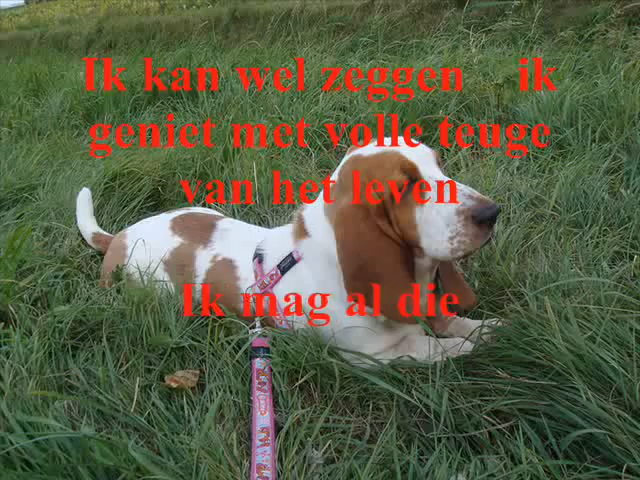 Ik kan wel zeggen ik
geniet met volle teuge
van het leven
Ik mag al die